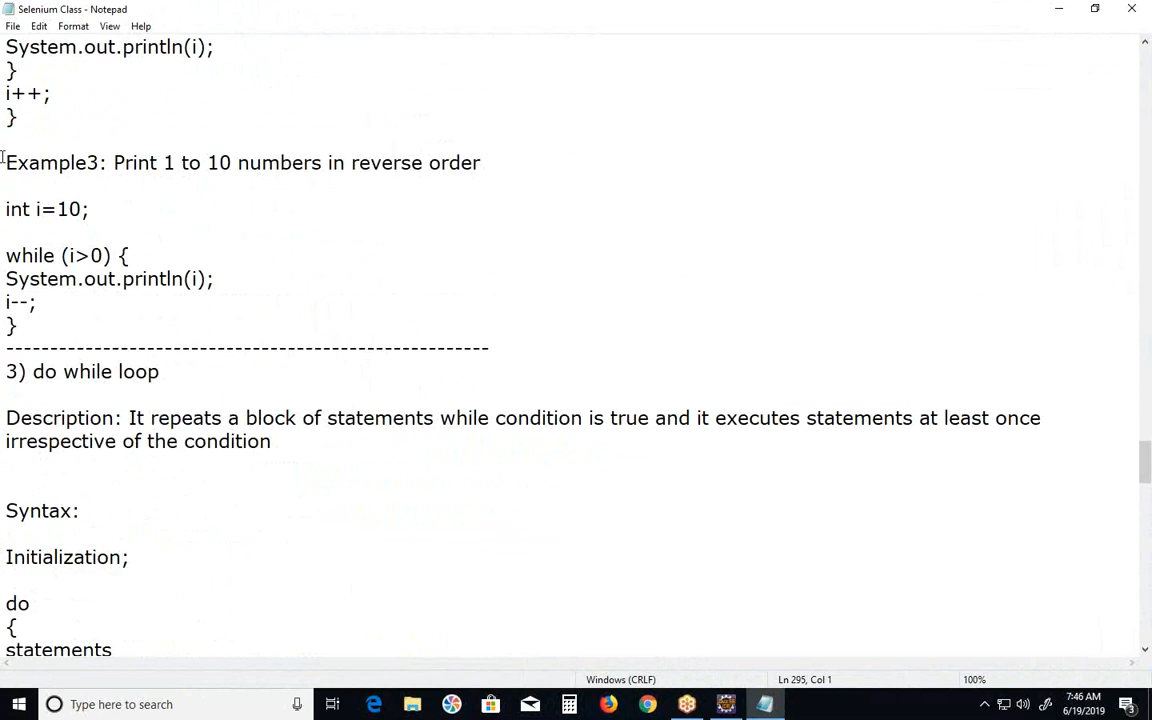 Selenium Class - Notepad
File Edit Format View Help
System.out.println(i);
}
i++;
}
Example3: Print 1 to 10 numbers in reverse order
int i=10;
while (i>0) {
System.out.println(i);
i--;
}
-------------------------------------------------------
3) do while loop
Description: It repeats a block of statements while condition is true and it executes statements at least once
irrespective of the condition
Syntax:
Initialization;
do
{
statements
Windows (CRLF) Ln 295, Col 1 100%
Type here to search
7:46 AM
6/19/2019
3